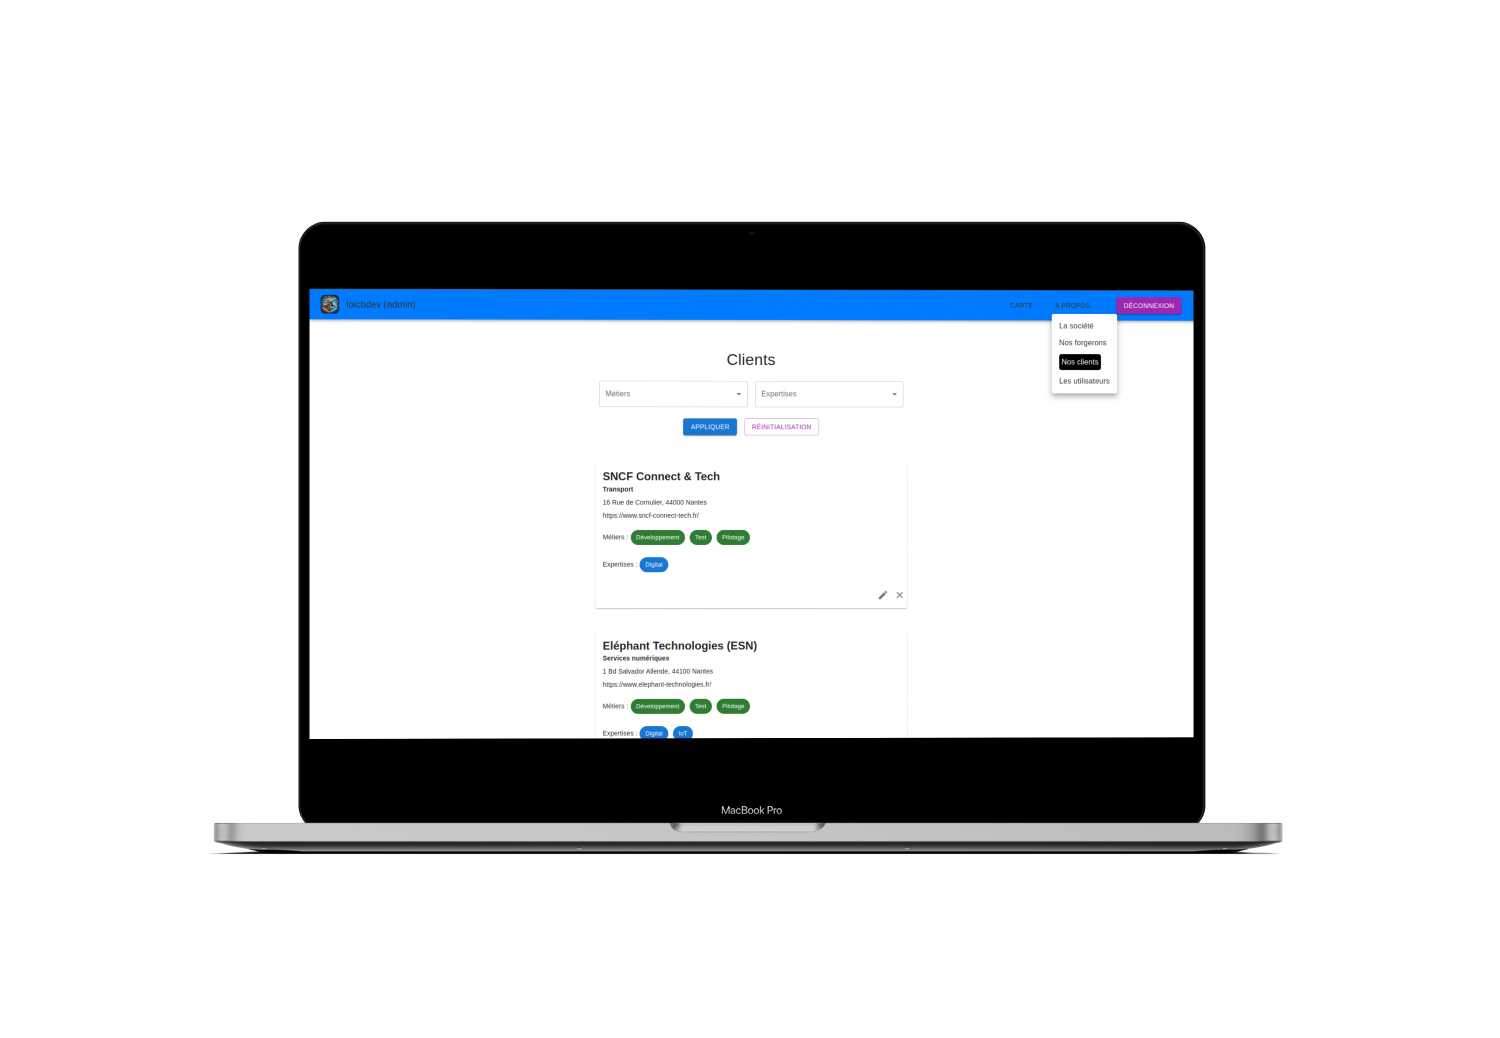 loicbdev (admin)
CARTE
A PROPOS
DÉCONNEXION
La société
Nos forgerons
Nos clients
Les utilisateurs
Clients
Métiers
Expertises
APPLIQUER
RÉINITIALISATION
SNCF Connect & Tech
Transport
16 Rue de Cornulier, 44000 Nantes
https://www.sncf-connect-tech.fr/
Métiers : Développement Test Pilotage
Expertises : Digital
Eléphant Technologies (ESN)
Services numériques
1 Bd Salvador Allende, 44100 Nantes
https://www.elephant-technologies.fr/
Métiers : Développement Test Pilotage
Expertises : Digital IoT
MacBook Pro